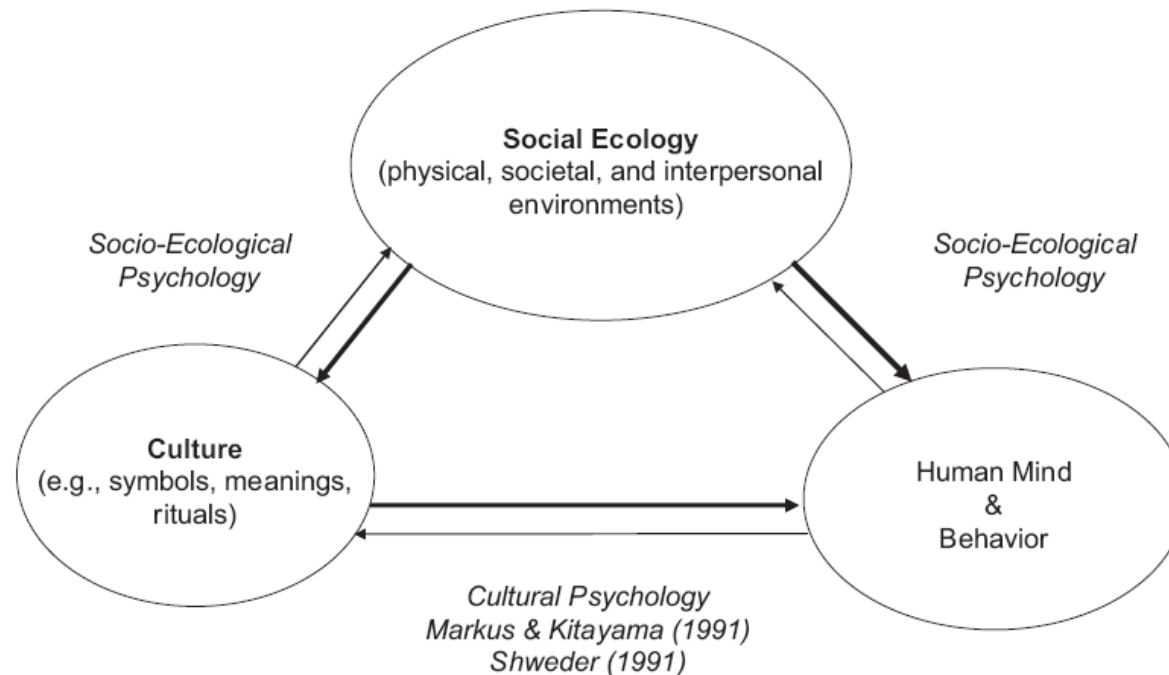 Social Ecology
(physical, societal, and interpersonal
environments)
Socio-Ecological
Psychology
Socio-Ecological
Psychology
Culture
(e.g., symbols, meanings,
rituals)
Human Mind
&
Behavior
Cultural Psychology
Markus & Kitayama (1991)
Shweder (1991)